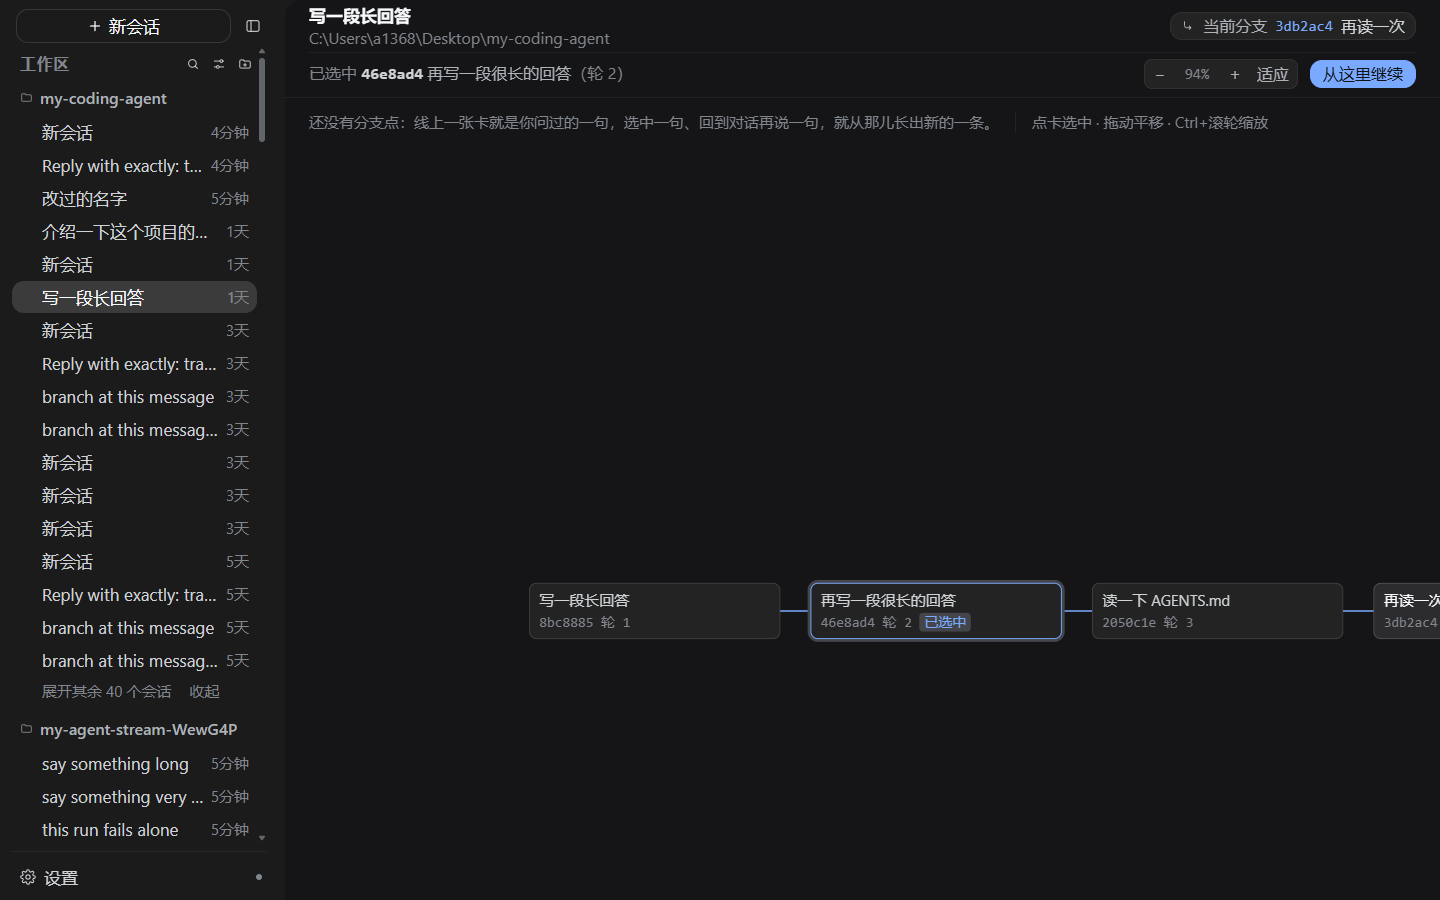 + 新会话
工作区
my-coding-agent
新会话 4分钟
Reply with exactly: t... 4分钟
改过的名字 5分钟
介绍一下这个项目的... 1天
新会话 1天
写一段长回答 1天
新会话 3天
Reply with exactly: tra... 3天
branch at this message 3天
branch at this messag... 3天
新会话 3天
新会话 3天
新会话 3天
新会话 5天
Reply with exactly: tra... 5天
branch at this message 5天
branch at this messag... 5天
展开其余 40 个会话 收起
my-agent-stream-WewG4P
say something long 5分钟
say something very ... 5分钟
this run fails alone 5分钟
设置
写一段长回答
C:\Users\a1368\Desktop\my-coding-agent
当前分支 3db2ac4 再读一次
已选中 46e8ad4 再写一段很长的回答（轮 2）
− 94% + 适应 从这里继续
还没有分支点：线上一张卡就是你问过的一句，选中一句、回到对话再说一句，就从那儿长出新的一条。 点卡选中 · 拖动平移 · Ctrl+滚轮缩放
写一段长回答
8bc8885 轮 1
再写一段很长的回答
46e8ad4 轮 2 已选中
读一下 AGENTS.md
2050c1e 轮 3
再读一次
3db2ac4